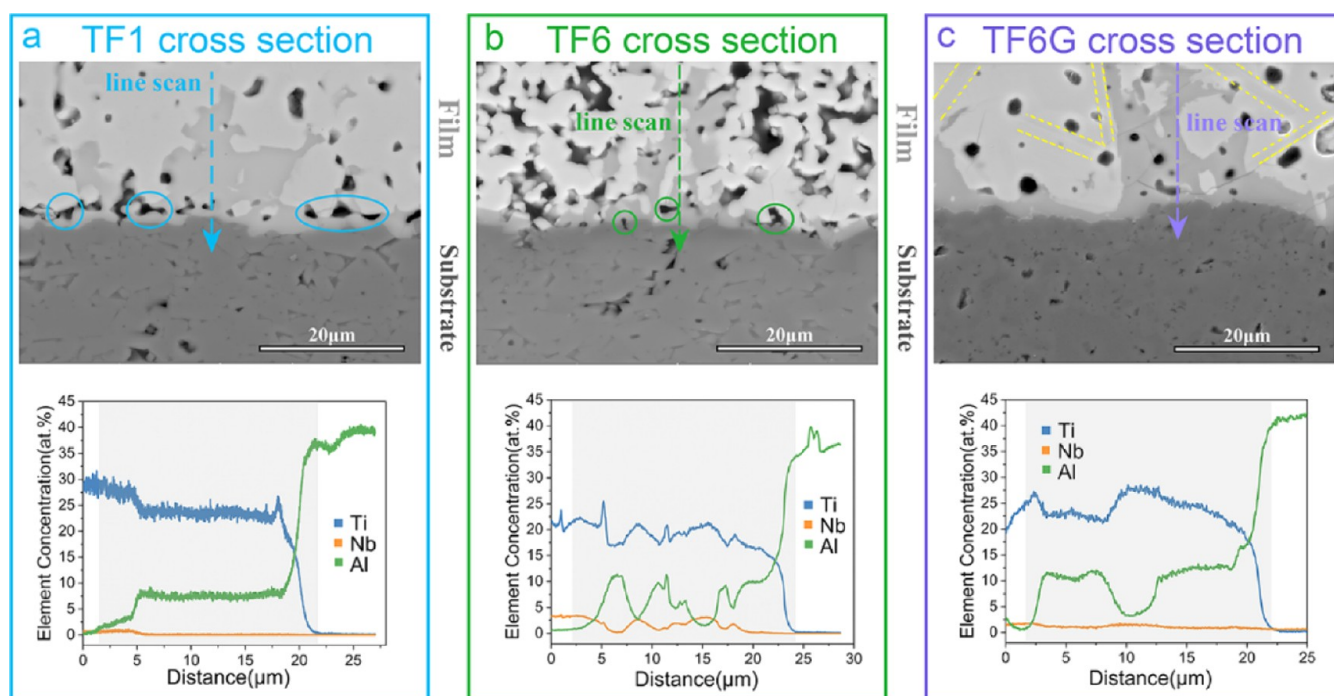 a TF1 cross section
line scan
20μm
Film
Substrate
Element Concentration(at.%)
45
40
35
30
25
20
15
10
5
0
Ti
Nb
Al
0 5 10 15 20 25
Distance(μm)
b TF6 cross section
line scan
20μm
Film
Substrate
Element Concentration(at.%)
45
40
35
30
25
20
15
10
5
0
Ti
Nb
Al
0 5 10 15 20 25 30
Distance(μm)
c TF6G cross section
line scan
20μm
Element Concentration(at.%)
45
40
35
30
25
20
15
10
5
0
Ti
Nb
Al
0 5 10 15 20 25
Distance(μm)